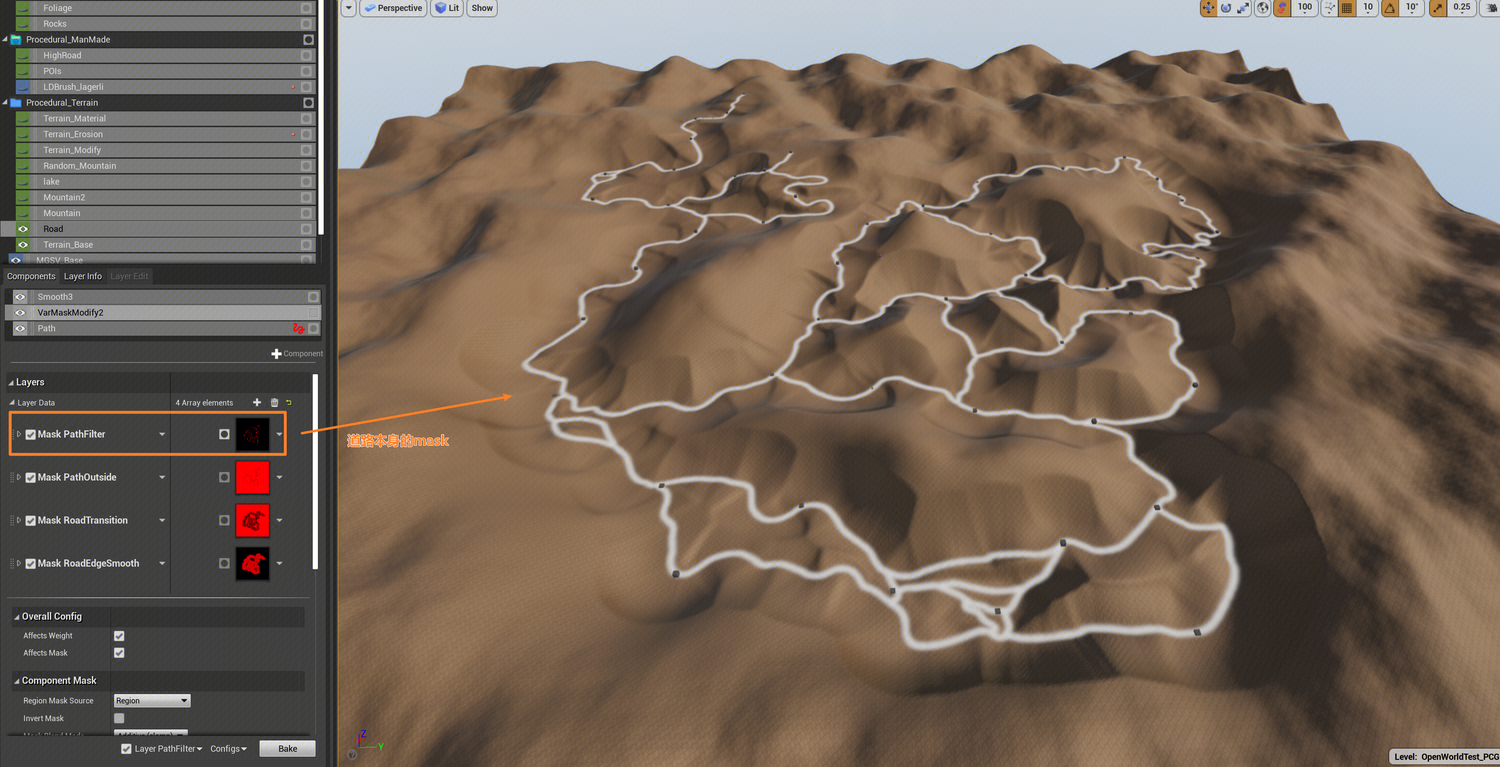 Foliage
Rocks
Procedural_ManMade
HighRoad
POIs
LDBrush_lagerli
Procedural_Terrain
Terrain_Material
Terrain_Erosion
Terrain_Modify
Random_Mountain
lake
Mountain2
Mountain
Road
Terrain_Base
MGSV_Base
Components Layer Info Layer Edit
Smooth3
VarMaskModify2
Path
Component
Layers
Layer Data 4 Array elements
Mask PathFilter
Mask PathOutside
Mask RoadTransition
Mask RoadEdgeSmooth
Overall Config
Affects Weight
Affects Mask
Component Mask
Region Mask Source Region
Invert Mask
Layer PathFilter Configs Bake
Perspective Lit Show
100 10 10° 0.25
道路本身的mask
Z
Y
Level: OpenWorldTest_PCG